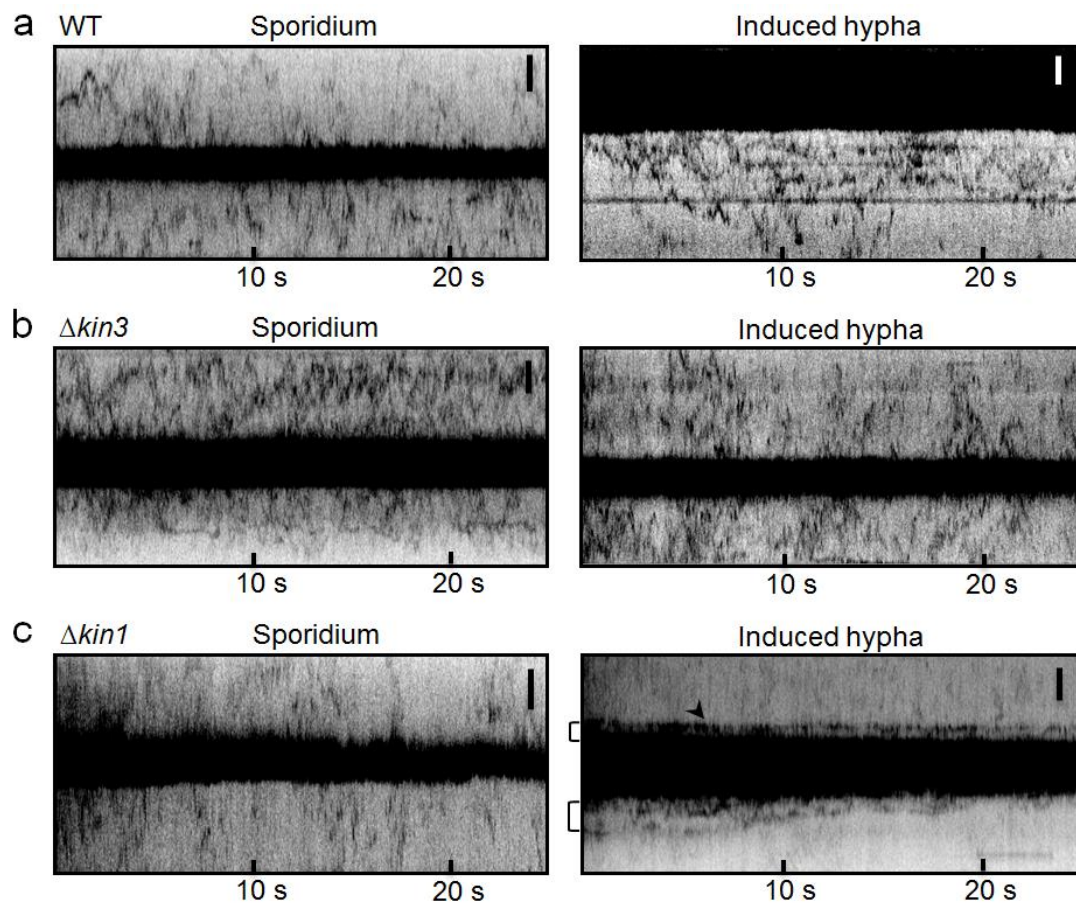 a WT Sporidium Induced hypha
10 s 20 s 10 s 20 s
b Δkin3 Sporidium Induced hypha
10 s 20 s 10 s 20 s
c Δkin1 Sporidium Induced hypha
10 s 20 s 10 s 20 s